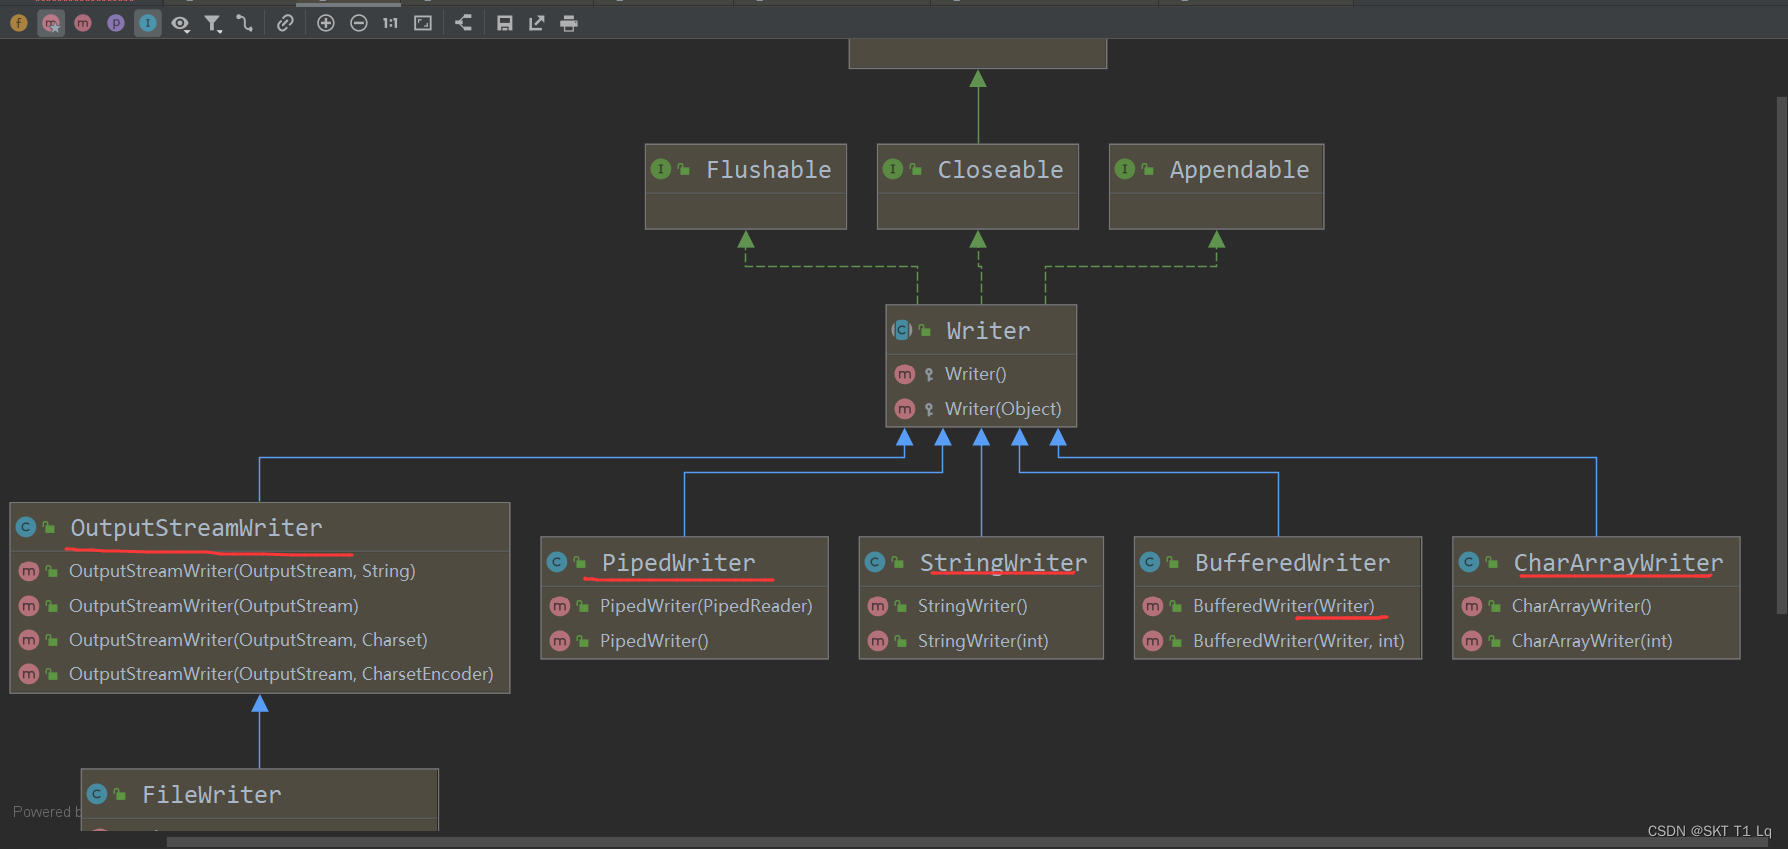 1:1
Flushable
Closeable
Appendable
Writer
Writer()
Writer(Object)
OutputStreamWriter
OutputStreamWriter(OutputStream, String)
OutputStreamWriter(OutputStream)
OutputStreamWriter(OutputStream, Charset)
OutputStreamWriter(OutputStream, CharsetEncoder)
PipedWriter
PipedWriter(PipedReader)
PipedWriter()
StringWriter
StringWriter()
StringWriter(int)
BufferedWriter
BufferedWriter(Writer)
BufferedWriter(Writer, int)
CharArrayWriter
CharArrayWriter()
CharArrayWriter(int)
FileWriter
Powered b
CSDN @SKT T1 Lq